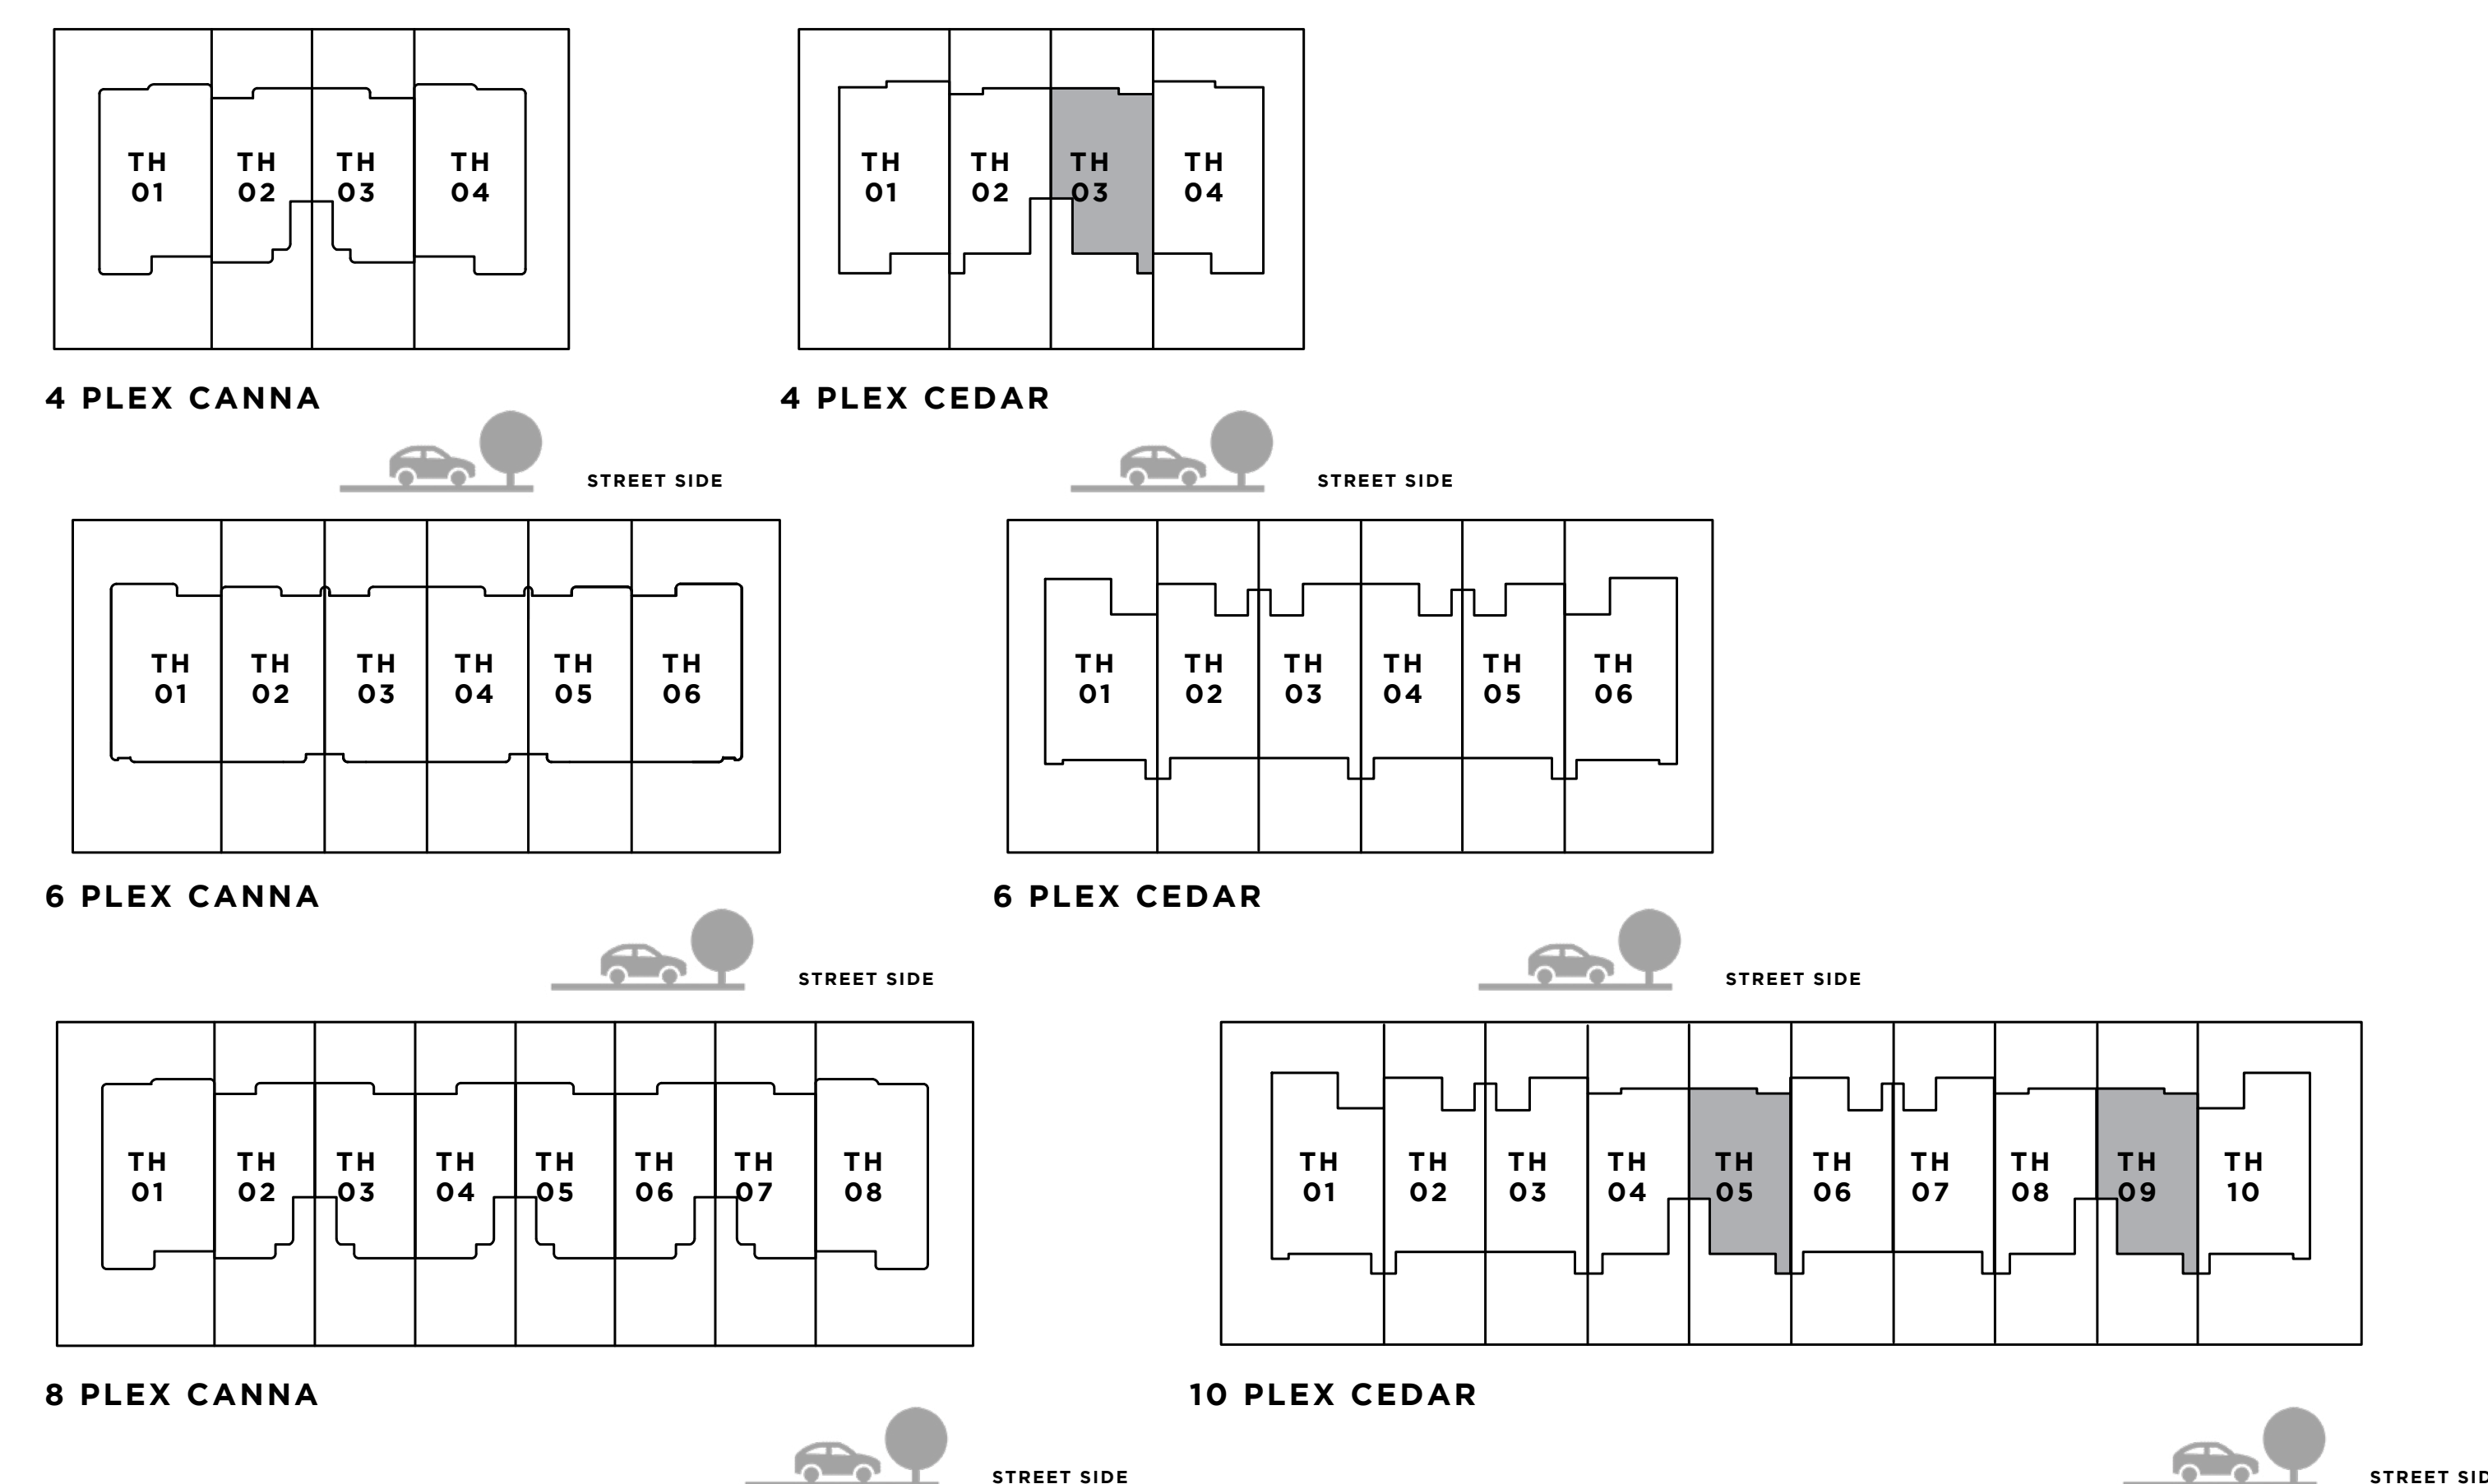 TH TH TH TH
01 02 03 04
4 PLEX CANNA
STREET SIDE
TH TH TH TH
01 02 03 04
4 PLEX CEDAR
STREET SIDE
TH TH TH TH TH TH
01 02 03 04 05 06
6 PLEX CANNA
STREET SIDE
TH TH TH TH TH TH
01 02 03 04 05 06
6 PLEX CEDAR
STREET SIDE
TH TH TH TH TH TH TH TH
01 02 03 04 05 06 07 08
8 PLEX CANNA
STREET SIDE
TH TH TH TH TH TH TH TH TH TH
01 02 03 04 05 06 07 08 09 10
10 PLEX CEDAR
STREET SID